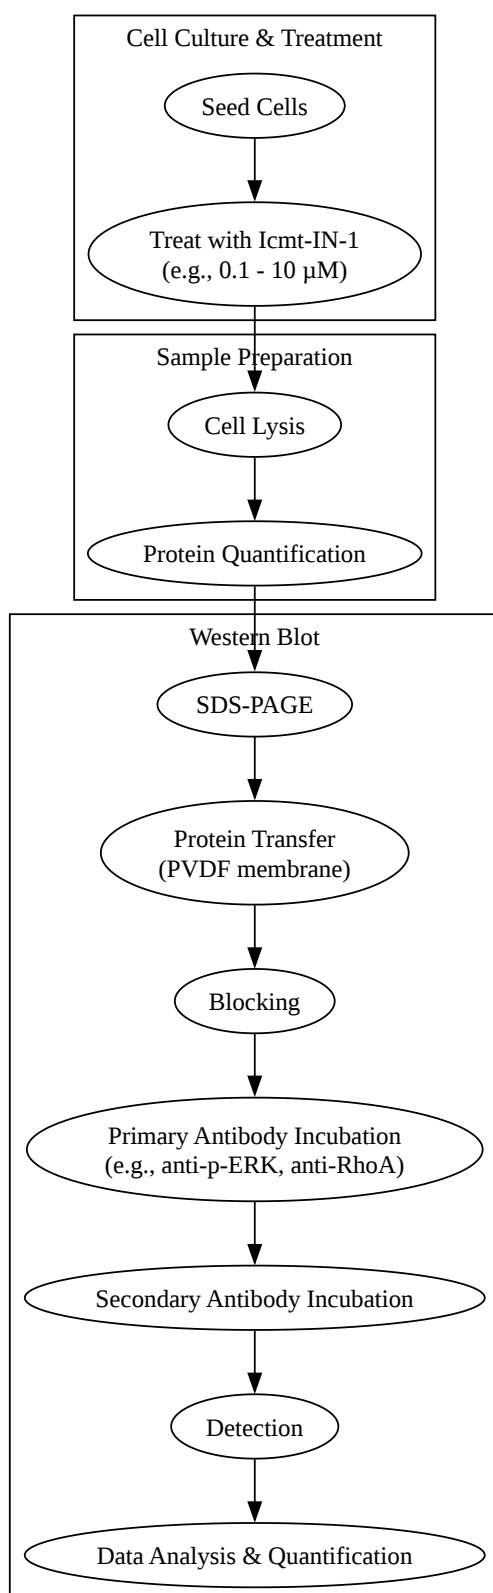 Cell Culture & Treatment
Seed Cells
Treat with Icmt-IN-1
(e.g., 0.1 - 10 µM)
Sample Preparation
Cell Lysis
Protein Quantification
Western Blot
SDS-PAGE
Protein Transfer
(PVDF membrane)
Blocking
Primary Antibody Incubation
(e.g., anti-p-ERK, anti-RhoA)
Secondary Antibody Incubation
Detection
Data Analysis & Quantification